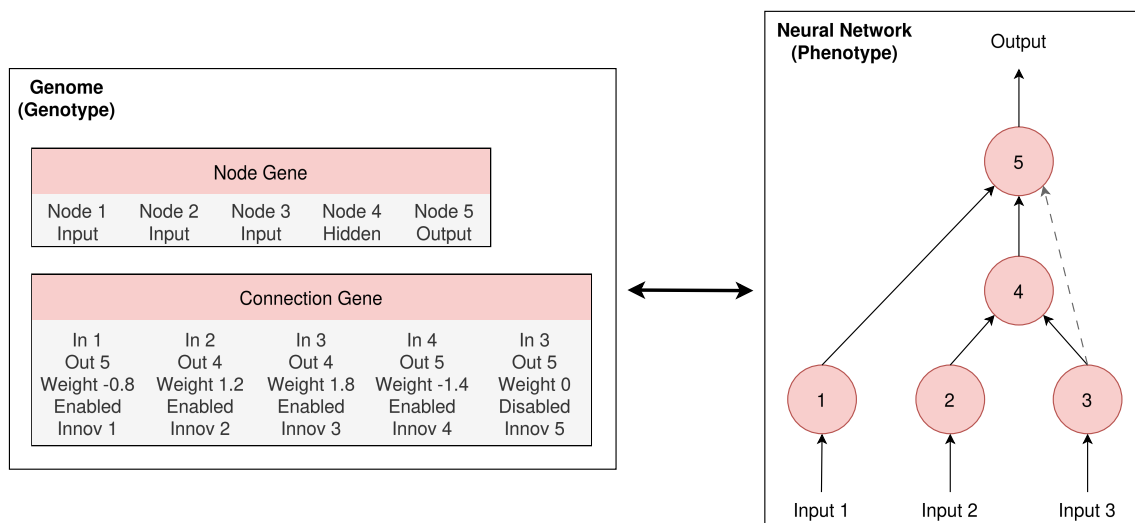 Genome
(Genotype)
Node Gene
Node 1 Node 2 Node 3 Node 4 Node 5
Input Input Input Hidden Output
Connection Gene
In 1 In 2 In 3 In 4 In 3
Out 5 Out 4 Out 4 Out 5 Out 5
Weight -0.8 Weight 1.2 Weight 1.8 Weight -1.4 Weight 0
Enabled Enabled Enabled Enabled Disabled
Innov 1 Innov 2 Innov 3 Innov 4 Innov 5
Neural Network
(Phenotype)
Output
5
4
1 2 3
Input 1 Input 2 Input 3